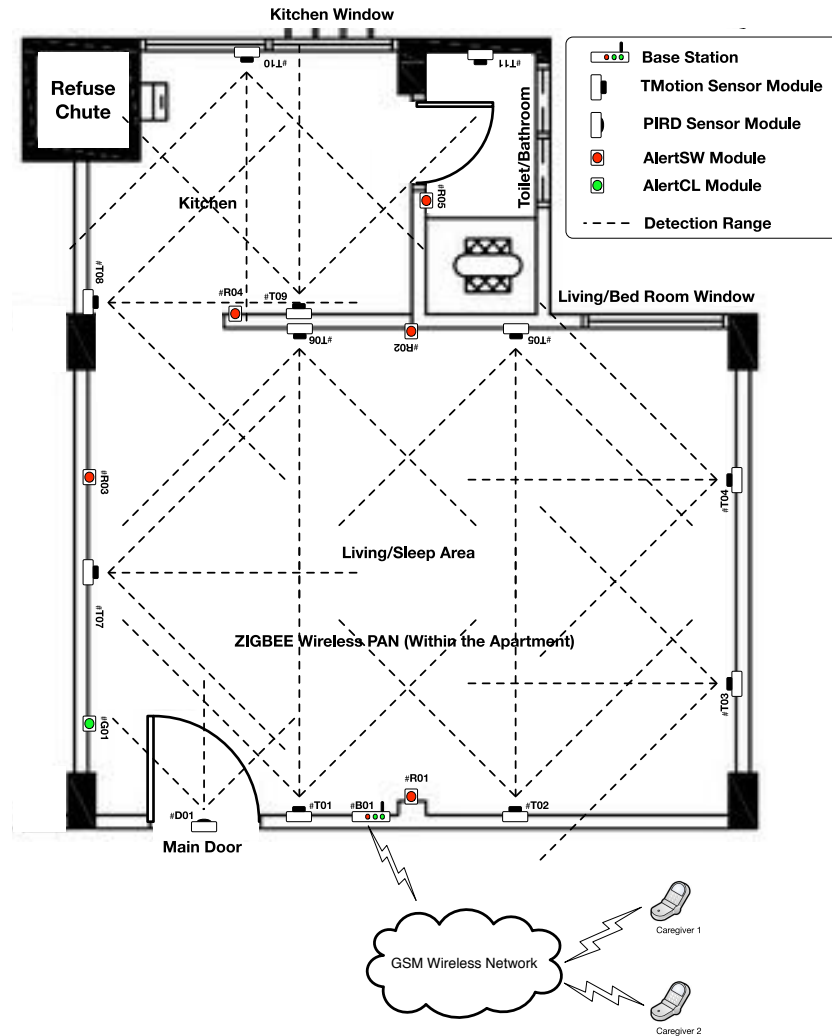 Kitchen Window
#T10
#T11
Refuse
Chute
Toilet/Bathroom
Base Station
TMotion Sensor Module
PIRD Sensor Module
AlertSW Module
AlertCL Module
Detection Range
Kitchen
#R05
#T08
#R04
#T09
Living/Bed Room Window
#T06
#R02
#T05
#R03
#T04
Living/Sleep Area
#T07
ZIGBEE Wireless PAN (Within the Apartment)
#T03
#G01
#R01
#D01
#T01
#B01
#T02
Main Door
GSM Wireless Network
Caregiver 1
Caregiver 2